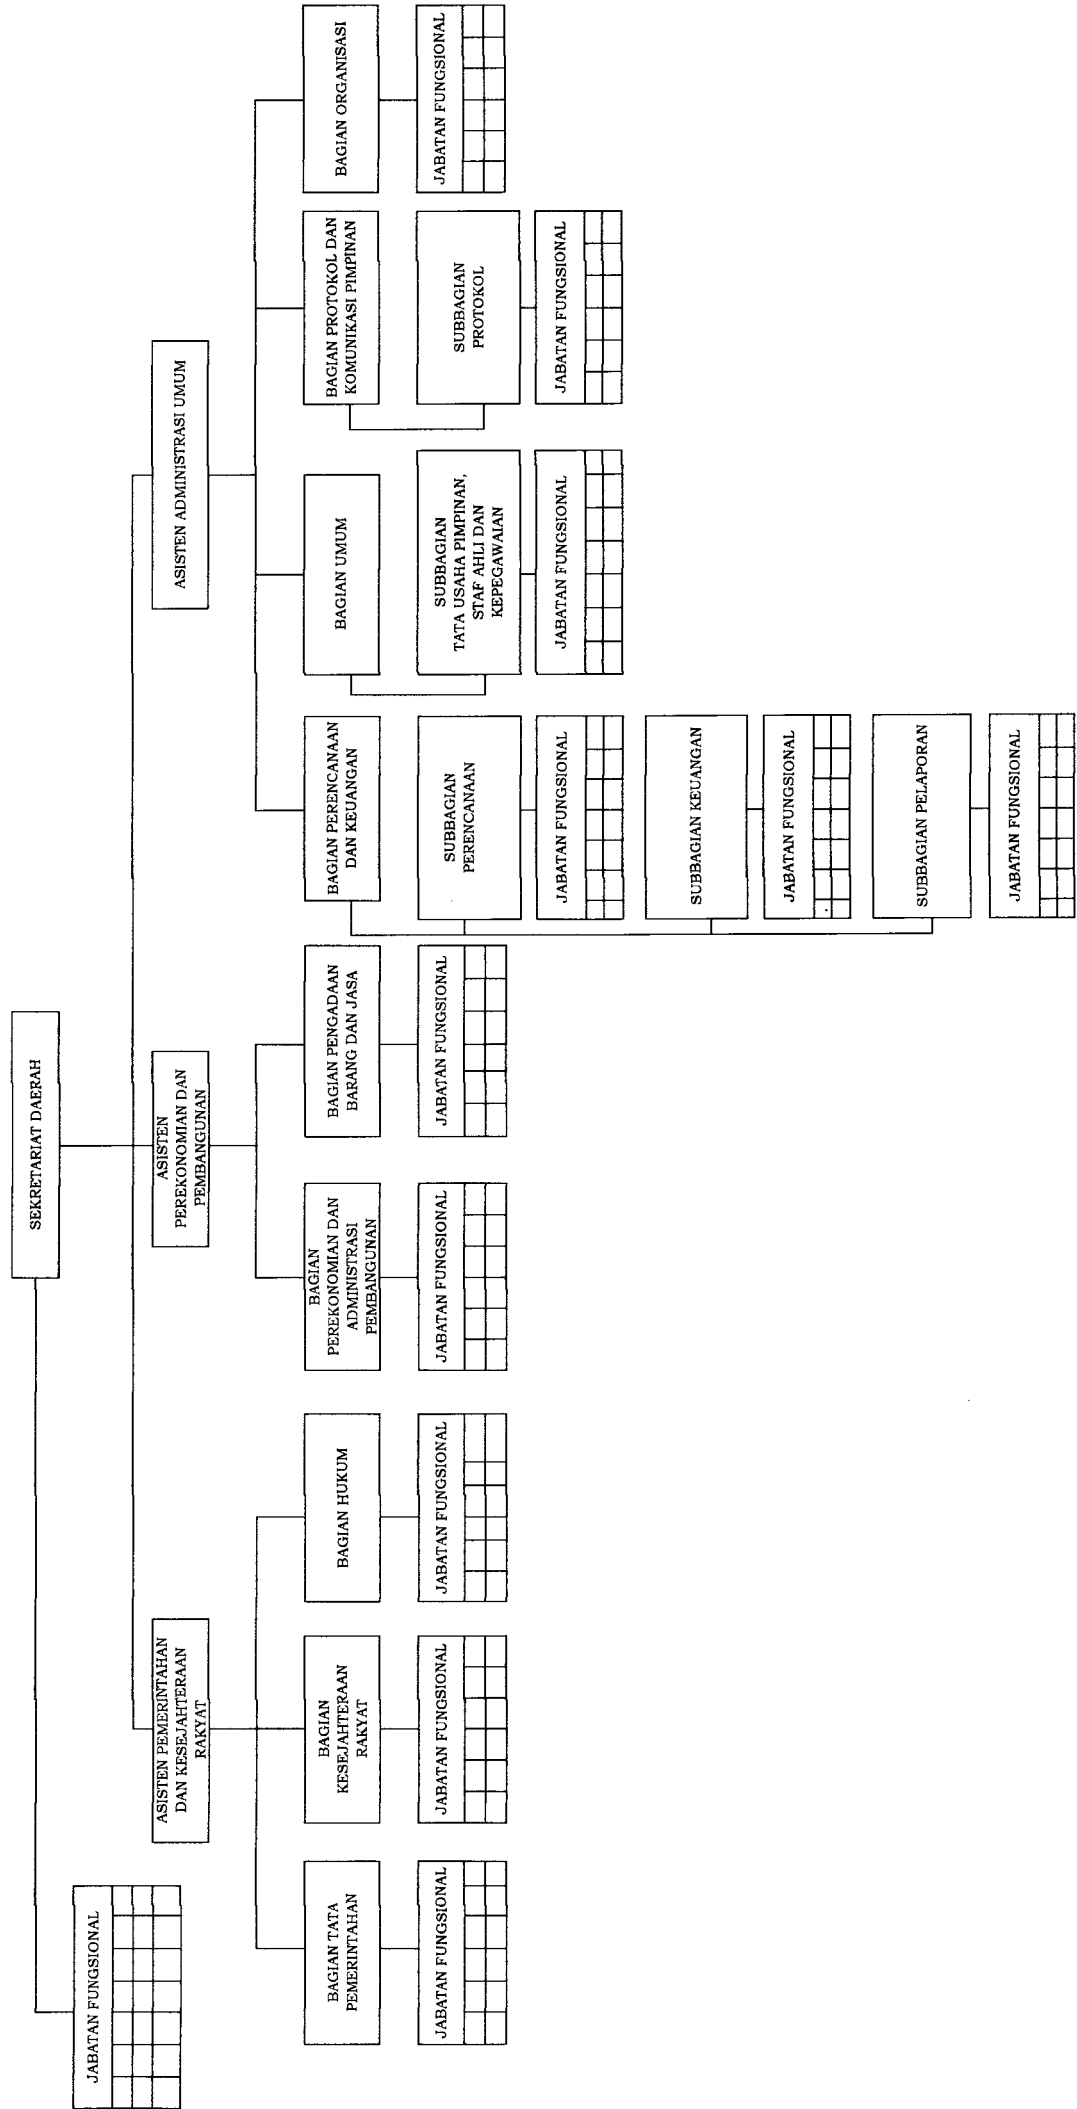 SEKRETARIAT DAERAH
JABATAN FUNGSIONAL
ASISTEN PEMERINTAHAN
DAN KESEJAHTERAAN
RAKYAT
ASISTEN
PEREKONOMIAN DAN
PEMBANGUNAN
ASISTEN ADMINISTRASI UMUM
BAGIAN TATA
PEMERINTAHAN
BAGIAN
KESEJAHTERAAN
RAKYAT
BAGIAN HUKUM
BAGIAN
PEREKONOMIAN DAN
ADMINISTRASI
PEMBANGUNAN
BAGIAN PENGADAAN
BARANG DAN JASA
BAGIAN PERENCANAAN
DAN KEUANGAN
BAGIAN UMUM
BAGIAN PROTOKOL DAN
KOMUNIKASI PIMPINAN
BAGIAN ORGANISASI
JABATAN FUNGSIONAL
JABATAN FUNGSIONAL
JABATAN FUNGSIONAL
JABATAN FUNGSIONAL
JABATAN FUNGSIONAL
SUBBAGIAN
PERENCANAAN
SUBBAGIAN
TATA USAHA PIMPINAN,
STAF AHLI DAN
KEPEGAWAIAN
SUBBAGIAN
PROTOKOL
JABATAN FUNGSIONAL
JABATAN FUNGSIONAL
JABATAN FUNGSIONAL
JABATAN FUNGSIONAL
SUBBAGIAN KEUANGAN
JABATAN FUNGSIONAL
SUBBAGIAN PELAPORAN
JABATAN FUNGSIONAL